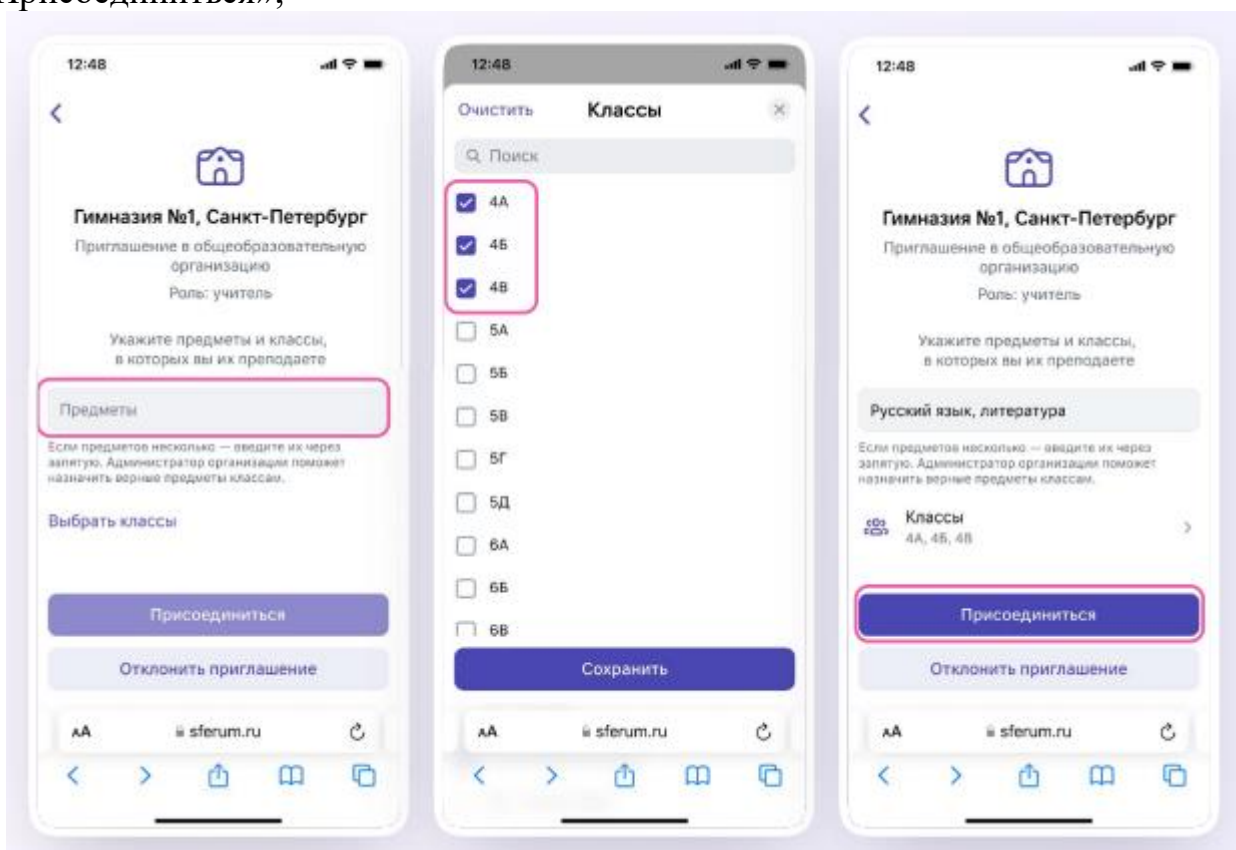 12:48
Гимназия №1, Санкт-Петербург
Приглашение в общеобразовательную
организацию
Роль: учитель
Укажите предметы и классы,
в которых вы их преподаете
Предметы
Если предметов несколько — введите их через
запятую. Администратор организации поможет
назначить верные предметы классам.
Выбрать классы
Присоединиться
Отклонить приглашение
AA sferum.ru
12:48
Очистить Классы
Поиск
4А
4Б
4В
5А
5Б
5В
5Г
5Д
6А
6Б
6В
Сохранить
AA sferum.ru
12:48
Гимназия №1, Санкт-Петербург
Приглашение в общеобразовательную
организацию
Роль: учитель
Укажите предметы и классы,
в которых вы их преподаете
Русский язык, литература
Если предметов несколько — введите их через
запятую. Администратор организации поможет
назначить верные предметы классам.
Классы
4А, 4Б, 4В
Присоединиться
Отклонить приглашение
AA sferum.ru